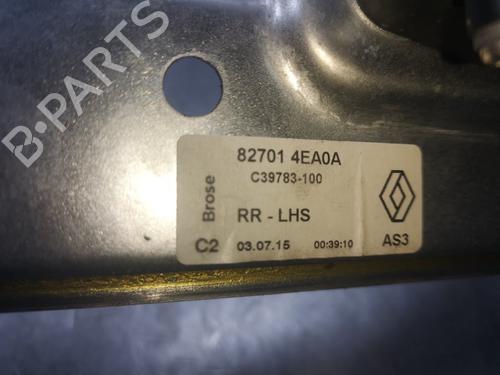 B-PARTS
82701 4EA0A
C39783-100
Brose
RR - LHS
C2 03.07.15 00:39:10 AS3